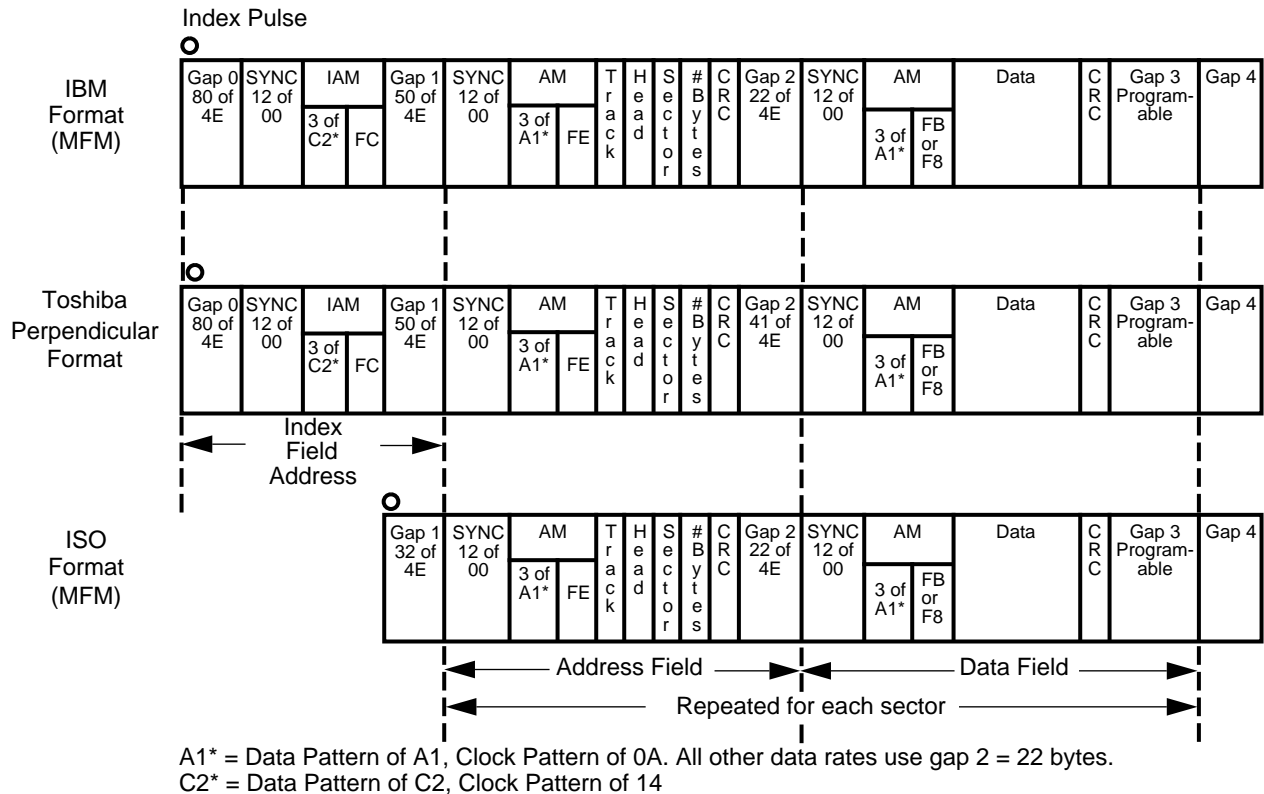 Index Pulse
IBM
Format
(MFM)
Gap 0
80 of
4E
SYNC
12 of
00
IAM
3 of
C2*
FC
Gap 1
50 of
4E
SYNC
12 of
00
AM
3 of
A1*
FE
Track
Head
Sector
#Bytes
CRC
Gap 2
22 of
4E
SYNC
12 of
00
AM
3 of
A1*
FB
or
F8
Data
CRC
Gap 3
Program-
able
Gap 4
Toshiba
Perpendicular
Format
Gap 0
80 of
4E
SYNC
12 of
00
IAM
3 of
C2*
FC
Gap 1
50 of
4E
SYNC
12 of
00
AM
3 of
A1*
FE
Track
Head
Sector
#Bytes
CRC
Gap 2
41 of
4E
SYNC
12 of
00
AM
3 of
A1*
FB
or
F8
Data
CRC
Gap 3
Program-
able
Gap 4
Index
Field
Address
ISO
Format
(MFM)
Gap 1
32 of
4E
SYNC
12 of
00
AM
3 of
A1*
FE
Track
Head
Sector
#Bytes
CRC
Gap 2
22 of
4E
SYNC
12 of
00
AM
3 of
A1*
FB
or
F8
Data
CRC
Gap 3
Program-
able
Gap 4
Address Field
Data Field
Repeated for each sector
A1* = Data Pattern of A1, Clock Pattern of 0A. All other data rates use gap 2 = 22 bytes.
C2* = Data Pattern of C2, Clock Pattern of 14